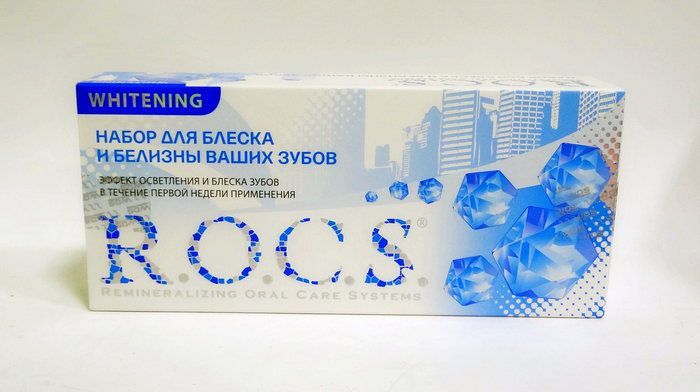 WHITENING
НАБОР ДЛЯ БЛЕСКА
И БЕЛИЗНЫ ВАШИХ ЗУБОВ
ЭФФЕКТ ОСВЕТЛЕНИЯ И БЛЕСКА ЗУБОВ
В ТЕЧЕНИЕ ПЕРВОЙ НЕДЕЛИ ПРИМЕНЕНИЯ
R.O.C.S.®
REMINERALIZING ORAL CARE SYSTEMS